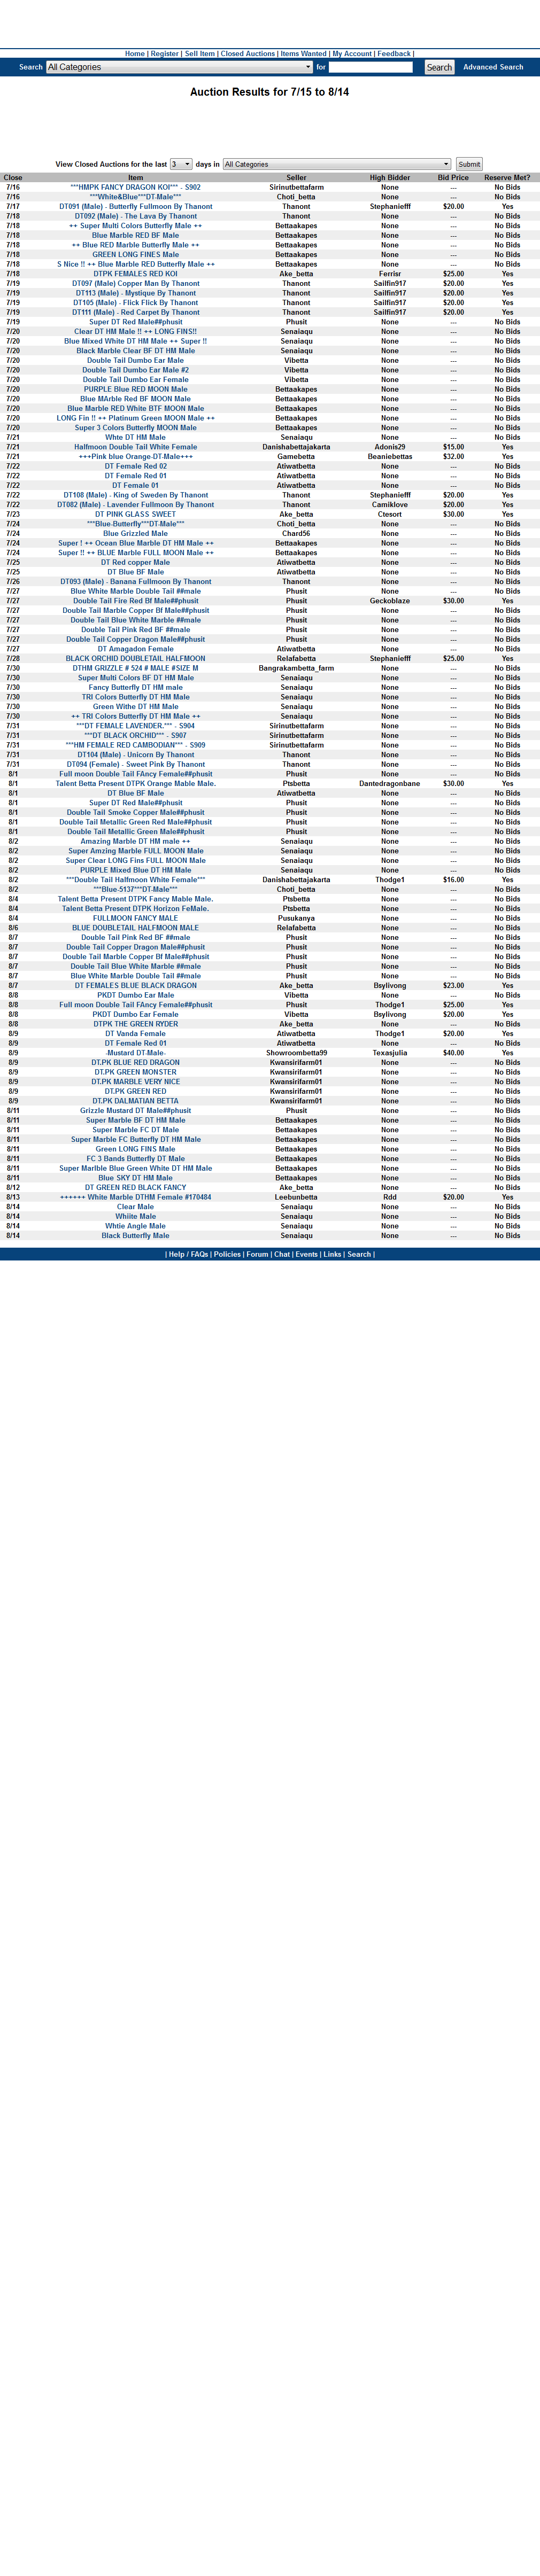 Home | Register | Sell Item | Closed Auctions | Items Wanted | My Account | Feedback |
Search All Categories for Search Advanced Search
Auction Results for 7/15 to 8/14
View Closed Auctions for the last 3 days in All Categories Submit
Close Item Seller High Bidder Bid Price Reserve Met?
7/16 ***HMPK FANCY DRAGON KOI*** - S902 Sirinutbettafarm None --- No Bids
7/16 ***White&Blue***DT-Male*** Choti_betta None --- No Bids
7/17 DT091 (Male) - Butterfly Fullmoon By Thanont Thanont Stephaniefff $20.00 Yes
7/18 DT092 (Male) - The Lava By Thanont Thanont None --- No Bids
7/18 ++ Super Multi Colors Butterfly Male ++ Bettaakapes None --- No Bids
7/18 Blue Marble RED BF Male Bettaakapes None --- No Bids
7/18 ++ Blue RED Marble Butterfly Male ++ Bettaakapes None --- No Bids
7/18 GREEN LONG FINES Male Bettaakapes None --- No Bids
7/18 S Nice !! ++ Blue Marble RED Butterfly Male ++ Bettaakapes None --- No Bids
7/18 DTPK FEMALES RED KOI Ake_betta Ferrisr $25.00 Yes
7/19 DT097 (Male) Copper Man By Thanont Thanont Sailfin917 $20.00 Yes
7/19 DT113 (Male) - Mystique By Thanont Thanont Sailfin917 $20.00 Yes
7/19 DT105 (Male) - Flick Flick By Thanont Thanont Sailfin917 $20.00 Yes
7/19 DT111 (Male) - Red Carpet By Thanont Thanont Sailfin917 $20.00 Yes
7/19 Super DT Red Male##phusit Phusit None --- No Bids
7/20 Clear DT HM Male !! ++ LONG FINS!! Senaiaqu None --- No Bids
7/20 Blue Mixed White DT HM Male ++ Super !! Senaiaqu None --- No Bids
7/20 Black Marble Clear BF DT HM Male Senaiaqu None --- No Bids
7/20 Double Tail Dumbo Ear Male Vibetta None --- No Bids
7/20 Double Tail Dumbo Ear Male #2 Vibetta None --- No Bids
7/20 Double Tail Dumbo Ear Female Vibetta None --- No Bids
7/20 PURPLE Blue RED MOON Male Bettaakapes None --- No Bids
7/20 Blue MArble Red BF MOON Male Bettaakapes None --- No Bids
7/20 Blue Marble RED White BTF MOON Male Bettaakapes None --- No Bids
7/20 LONG Fin !! ++ Platinum Green MOON Male ++ Bettaakapes None --- No Bids
7/20 Super 3 Colors Butterfly MOON Male Bettaakapes None --- No Bids
7/21 Whte DT HM Male Senaiaqu None --- No Bids
7/21 Halfmoon Double Tail White Female Danishabettajakarta Adonis29 $15.00 Yes
7/21 +++Pink blue Orange-DT-Male+++ Gamebetta Beaniebettas $32.00 Yes
7/22 DT Female Red 02 Atiwatbetta None --- No Bids
7/22 DT Female Red 01 Atiwatbetta None --- No Bids
7/22 DT Female 01 Atiwatbetta None --- No Bids
7/22 DT108 (Male) - King of Sweden By Thanont Thanont Stephaniefff $20.00 Yes
7/22 DT082 (Male) - Lavender Fullmoon By Thanont Thanont Camiklove $20.00 Yes
7/23 DT PINK GLASS SWEET Ake_betta Ctesort $30.00 Yes
7/24 ***Blue-Butterfly***DT-Male*** Choti_betta None --- No Bids
7/24 Blue Grizzled Male Chard56 None --- No Bids
7/24 Super ! ++ Ocean Blue Marble DT HM Male ++ Bettaakapes None --- No Bids
7/24 Super !! ++ BLUE Marble FULL MOON Male ++ Bettaakapes None --- No Bids
7/25 DT Red copper Male Atiwatbetta None --- No Bids
7/25 DT Blue BF Male Atiwatbetta None --- No Bids
7/26 DT093 (Male) - Banana Fullmoon By Thanont Thanont None --- No Bids
7/27 Blue White Marble Double Tail ##male Phusit None --- No Bids
7/27 Double Tail Fire Red Bf Male##phusit Phusit Geckoblaze $30.00 Yes
7/27 Double Tail Marble Copper Bf Male##phusit Phusit None --- No Bids
7/27 Double Tail Blue White Marble ##male Phusit None --- No Bids
7/27 Double Tail Pink Red BF ##male Phusit None --- No Bids
7/27 Double Tail Copper Dragon Male##phusit Phusit None --- No Bids
7/27 DT Amagadon Female Atiwatbetta None --- No Bids
7/28 BLACK ORCHID DOUBLETAIL HALFMOON Relafabetta Stephaniefff $25.00 Yes
7/30 DTHM GRIZZLE # 524 # MALE #SIZE M Bangrakambetta_farm None --- No Bids
7/30 Super Multi Colors BF DT HM Male Senaiaqu None --- No Bids
7/30 Fancy Butterfly DT HM male Senaiaqu None --- No Bids
7/30 TRI Colors Butterfly DT HM Male Senaiaqu None --- No Bids
7/30 Green Withe DT HM Male Senaiaqu None --- No Bids
7/30 ++ TRI Colors Butterfly DT HM Male ++ Senaiaqu None --- No Bids
7/31 ***DT FEMALE LAVENDER.*** - S904 Sirinutbettafarm None --- No Bids
7/31 ***DT BLACK ORCHID*** - S907 Sirinutbettafarm None --- No Bids
7/31 ***HM FEMALE RED CAMBODIAN*** - S909 Sirinutbettafarm None --- No Bids
7/31 DT104 (Male) - Unicorn By Thanont Thanont None --- No Bids
7/31 DT094 (Female) - Sweet Pink By Thanont Thanont None --- No Bids
8/1 Full moon Double Tail FAncy Female##phusit Phusit None --- No Bids
8/1 Talent Betta Present DTPK Orange Mable Male. Ptsbetta Dantedragonbane $30.00 Yes
8/1 DT Blue BF Male Atiwatbetta None --- No Bids
8/1 Super DT Red Male##phusit Phusit None --- No Bids
8/1 Double Tail Smoke Copper Male##phusit Phusit None --- No Bids
8/1 Double Tail Metallic Green Red Male##phusit Phusit None --- No Bids
8/1 Double Tail Metallic Green Male##phusit Phusit None --- No Bids
8/2 Amazing Marble DT HM male ++ Senaiaqu None --- No Bids
8/2 Super Amzing Marble FULL MOON Male Senaiaqu None --- No Bids
8/2 Super Clear LONG Fins FULL MOON Male Senaiaqu None --- No Bids
8/2 PURPLE Mixed Blue DT HM Male Senaiaqu None --- No Bids
8/2 ***Double Tail Halfmoon White Female*** Danishabettajakarta Thodge1 $16.00 Yes
8/2 ***Blue-5137***DT-Male*** Choti_betta None --- No Bids
8/4 Talent Betta Present DTPK Fancy Mable Male. Ptsbetta None --- No Bids
8/4 Talent Betta Present DTPK Horizon FeMale. Ptsbetta None --- No Bids
8/4 FULLMOON FANCY MALE Pusukanya None --- No Bids
8/6 BLUE DOUBLETAIL HALFMOON MALE Relafabetta None --- No Bids
8/7 Double Tail Pink Red BF ##male Phusit None --- No Bids
8/7 Double Tail Copper Dragon Male##phusit Phusit None --- No Bids
8/7 Double Tail Marble Copper Bf Male##phusit Phusit None --- No Bids
8/7 Double Tail Blue White Marble ##male Phusit None --- No Bids
8/7 Blue White Marble Double Tail ##male Phusit None --- No Bids
8/7 DT FEMALES BLUE BLACK DRAGON Ake_betta Bsylivong $23.00 Yes
8/8 PKDT Dumbo Ear Male Vibetta None --- No Bids
8/8 Full moon Double Tail FAncy Female##phusit Phusit Thodge1 $25.00 Yes
8/8 PKDT Dumbo Ear Female Vibetta Bsylivong $20.00 Yes
8/8 DTPK THE GREEN RYDER Ake_betta None --- No Bids
8/9 DT Vanda Female Atiwatbetta Thodge1 $20.00 Yes
8/9 DT Female Red 01 Atiwatbetta None --- No Bids
8/9 -Mustard DT-Male- Showroombetta99 Texasjulia $40.00 Yes
8/9 DT.PK BLUE RED DRAGON Kwansirifarm01 None --- No Bids
8/9 DT.PK GREEN MONSTER Kwansirifarm01 None --- No Bids
8/9 DT.PK MARBLE VERY NICE Kwansirifarm01 None --- No Bids
8/9 DT.PK GREEN RED Kwansirifarm01 None --- No Bids
8/9 DT.PK DALMATIAN BETTA Kwansirifarm01 None --- No Bids
8/11 Grizzle Mustard DT Male##phusit Phusit None --- No Bids
8/11 Super Marble BF DT HM Male Bettaakapes None --- No Bids
8/11 Super Marble FC DT Male Bettaakapes None --- No Bids
8/11 Super Marble FC Butterfly DT HM Male Bettaakapes None --- No Bids
8/11 Green LONG FINS Male Bettaakapes None --- No Bids
8/11 FC 3 Bands Butterfly DT Male Bettaakapes None --- No Bids
8/11 Super Marlble Blue Green White DT HM Male Bettaakapes None --- No Bids
8/11 Blue SKY DT HM Male Bettaakapes None --- No Bids
8/12 DT GREEN RED BLACK FANCY Ake_betta None --- No Bids
8/13 ++++++ White Marble DTHM Female #170484 Leebunbetta Rdd $20.00 Yes
8/14 Clear Male Senaiaqu None --- No Bids
8/14 Whiite Male Senaiaqu None --- No Bids
8/14 Whtie Angle Male Senaiaqu None --- No Bids
8/14 Black Butterfly Male Senaiaqu None --- No Bids
| Help / FAQs | Policies | Forum | Chat | Events | Links | Search |